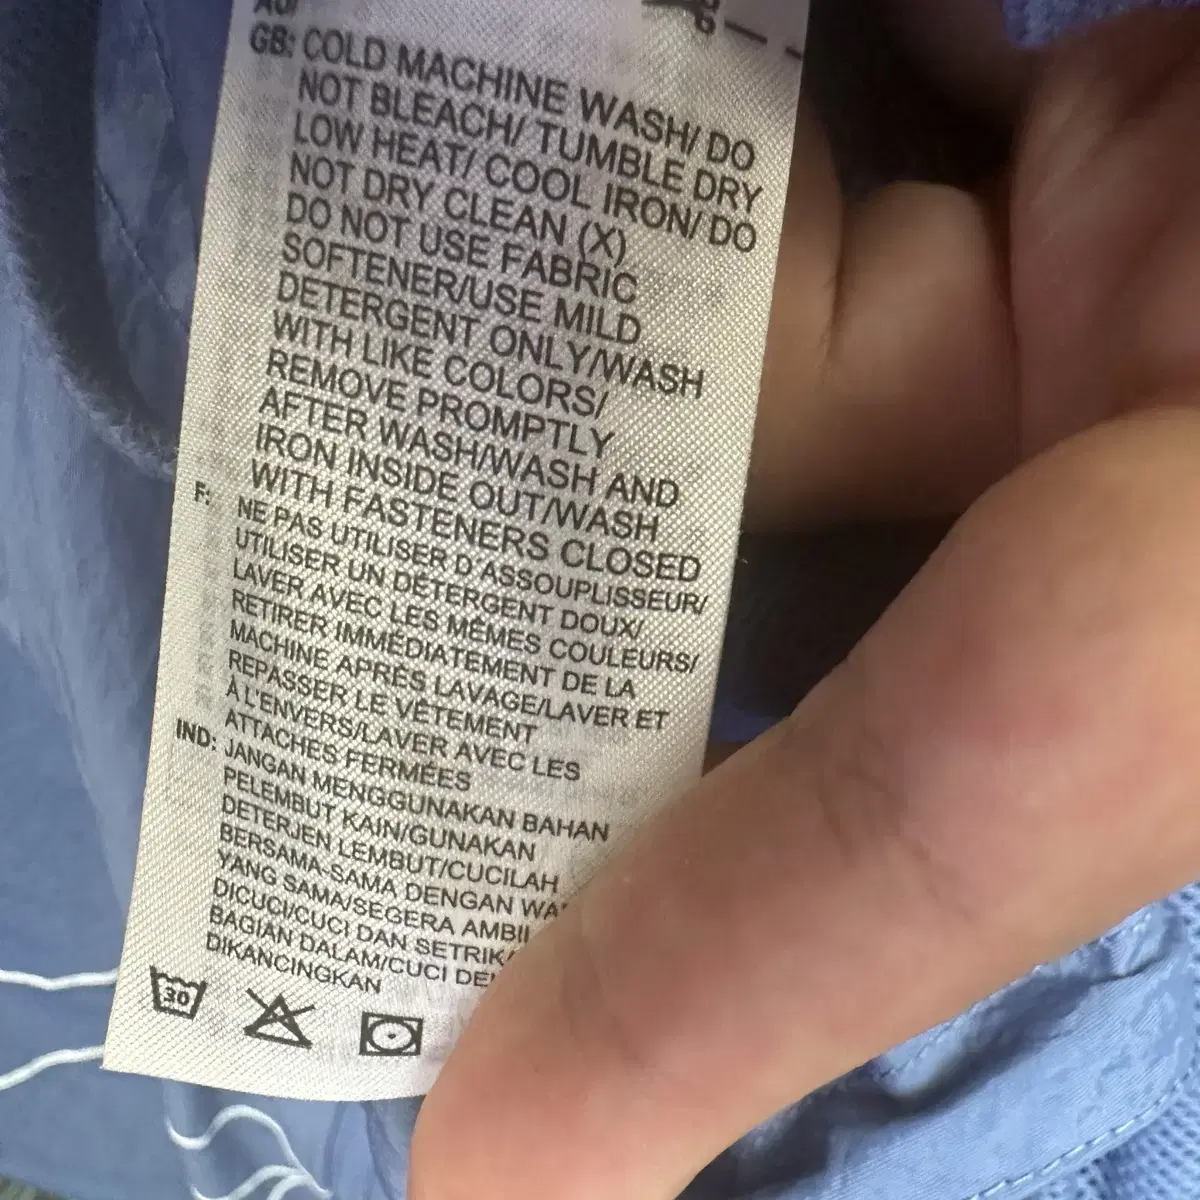 AU/
GB: COLD MACHINE WASH/ DO
NOT BLEACH/ TUMBLE DRY
LOW HEAT/ COOL IRON/ DO
NOT DRY CLEAN (X)
DO NOT USE FABRIC
SOFTENER/USE MILD
DETERGENT ONLY/WASH
WITH LIKE COLORS/
REMOVE PROMPTLY
AFTER WASH/WASH AND
IRON INSIDE OUT/WASH
WITH FASTENERS CLOSED
F: NE PAS UTILISER D'ASSOUPLISSEUR/
UTILISER UN DÉTERGENT DOUX/
LAVER AVEC LES MÊMES COULEURS/
RETIRER IMMÉDIATEMENT DE LA
MACHINE APRÈS LAVAGE/LAVER ET
REPASSER LE VÊTEMENT
À L'ENVERS/LAVER AVEC LES
ATTACHES FERMÉES
IND: JANGAN MENGGUNAKAN BAHAN
PELEMBUT KAIN/GUNAKAN
DETERJEN LEMBUT/CUCILAH
BERSAMA-SAMA DENGAN
YANG SAMA/SEGERA AMBIL
DICUCI/CUCI DAN SETRIKA
BAGIAN DALAM/CUCI
DIKANCINGKAN
30